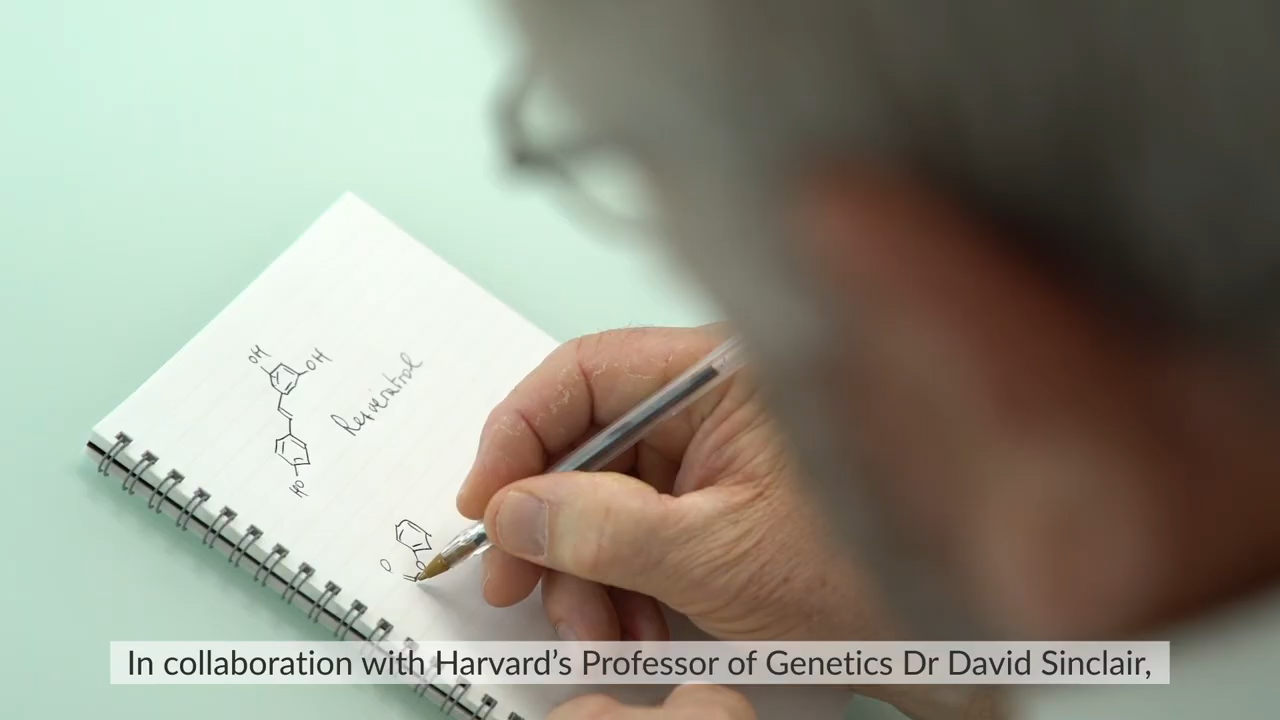 OH
OH
Resveratrol
HO
O
In collaboration with Harvard's Professor of Genetics Dr David Sinclair,